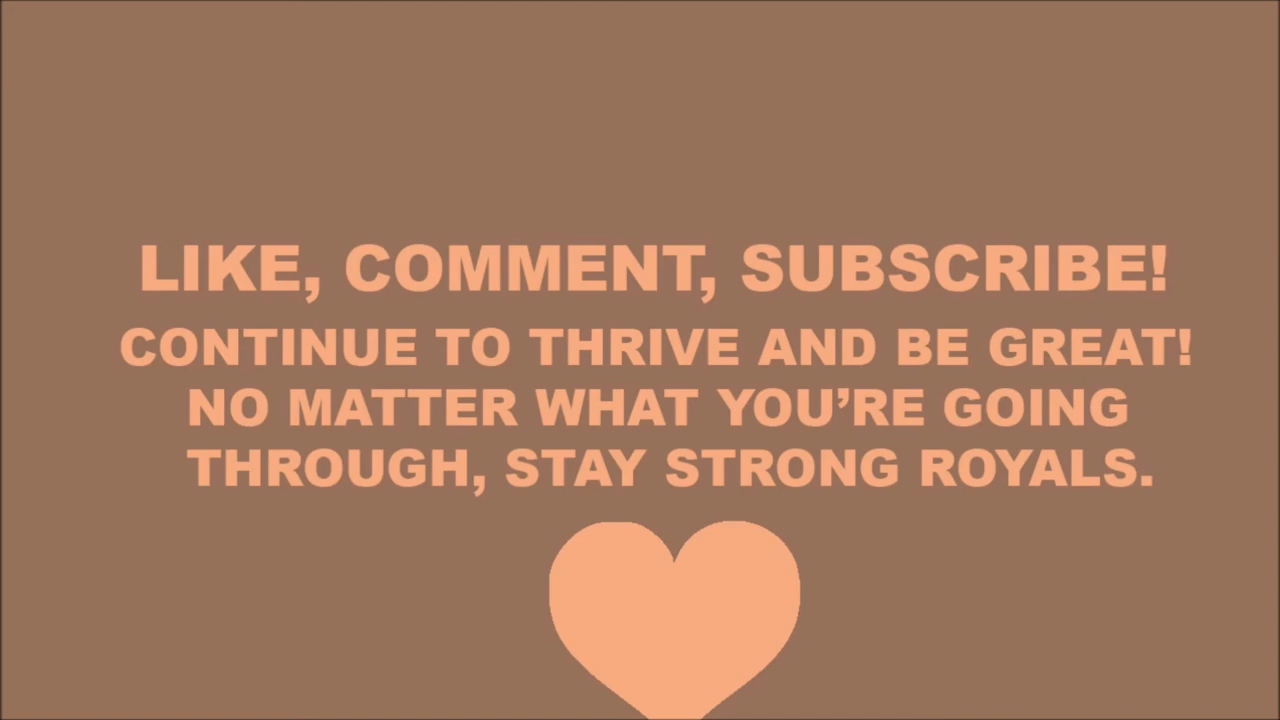 LIKE, COMMENT, SUBSCRIBE!
CONTINUE TO THRIVE AND BE GREAT!
NO MATTER WHAT YOU’RE GOING
THROUGH, STAY STRONG ROYALS.